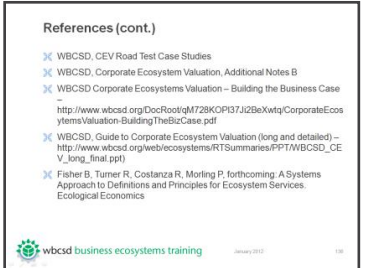 References (cont.)
WBCSD, CEV Road Test Case Studies
WBCSD, Corporate Ecosystem Valuation, Additional Notes B
WBCSD Corporate Ecosystems Valuation – Building the Business Case
–
http://www.wbcsd.org/DocRoot/qM728KOPI37Ji2BeXwtq/CorporateEcos
ytemsValuation-BuildingTheBizCase.pdf
WBCSD, Guide to Corporate Ecosystem Valuation (long and detailed) –
http://www.wbcsd.org/web/ecosystems/RTSummaries/PPT/WBCSD_CE
V_long_final.ppt)
Fisher B, Turner R, Costanza R, Morling P, forthcoming: A Systems
Approach to Definitions and Principles for Ecosystem Services.
Ecological Economics
wbcsd business ecosystems training
January 2012